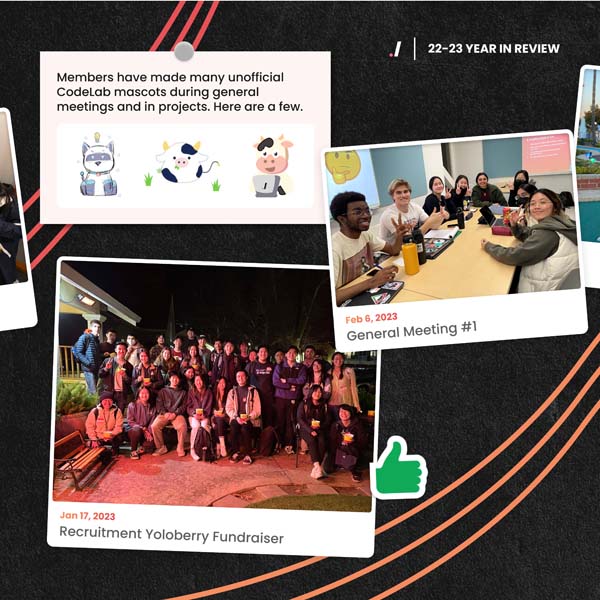 22-23 YEAR IN REVIEW
Members have made many unofficial
CodeLab mascots during general
meetings and in projects. Here are a few.
Feb 6, 2023
General Meeting #1
Jan 17, 2023
Recruitment Yoloberry Fundraiser